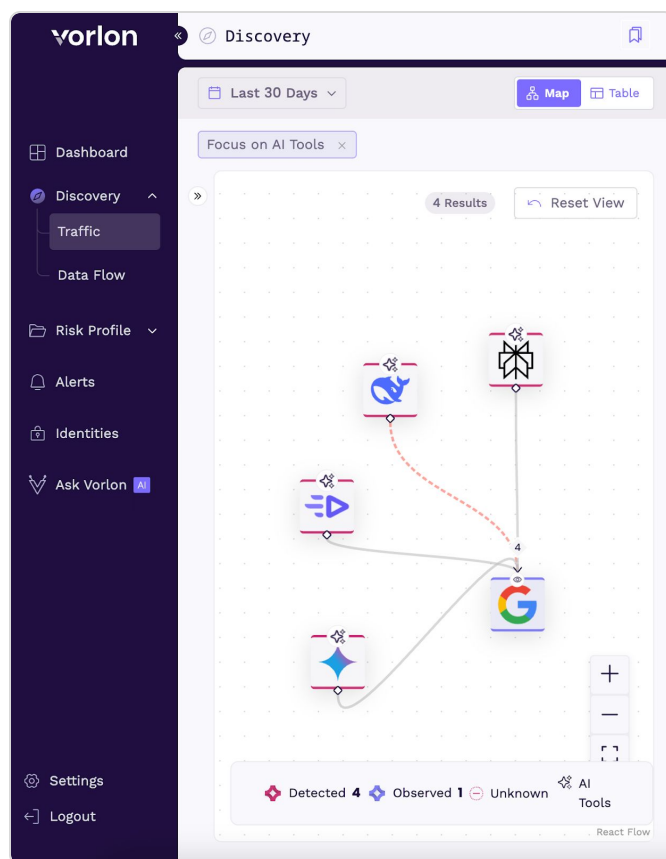 vorlon
Discovery
Last 30 Days
Map
Table
Focus on AI Tools
Dashboard
Discovery
Traffic
Data Flow
Risk Profile
Alerts
Identities
Ask Vorlon AI
Settings
Logout
4 Results
Reset View
4
Detected 4 Observed 1 Unknown AI
Tools
React Flow